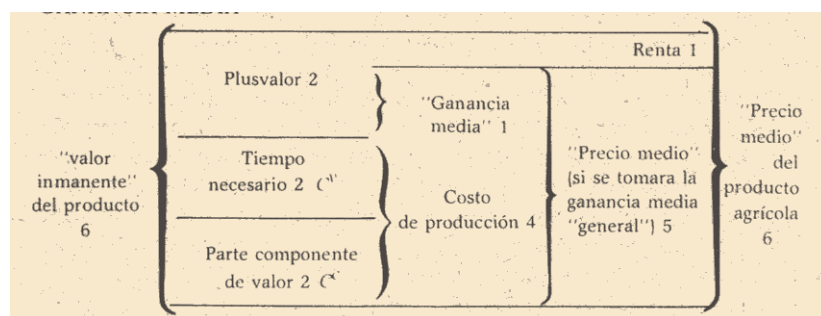 Renta 1
Plusvalor 2
"Ganancia
media" 1
"valor
inmanente"
del producto
6
Tiempo
necesario 2
Costo
de producción 4
Parte componente
de valor 2
"Precio medio"
(si se tomara la
ganancia media
"general") 5
"Precio
medio"
del
producto
agrícola
6